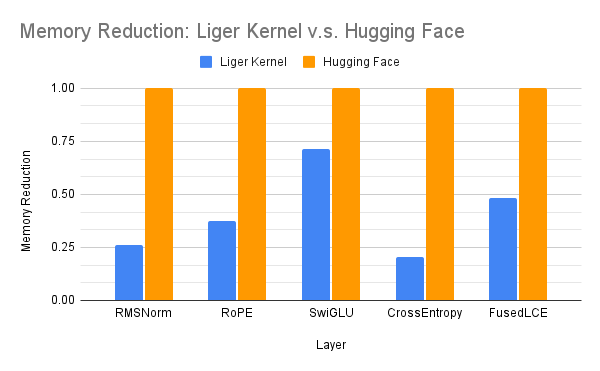 Memory Reduction: Liger Kernel v.s. Hugging Face
Liger Kernel
Hugging Face
1.00
0.75
0.50
0.25
0.00
Memory Reduction
RMSNorm
RoPE
SwiGLU
CrossEntropy
FusedLCE
Layer